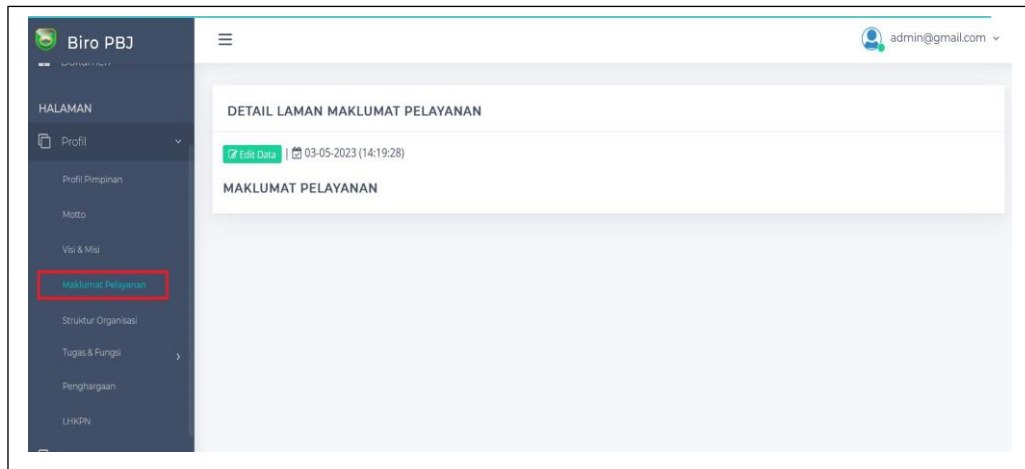 Biro PBJ
admin@gmail.com
Dokumen
HALAMAN
Profil
Profil Pimpinan
Motto
Visi & Misi
Maklumat Pelayanan
Struktur Organisasi
Tugas & Fungsi
Penghargaan
LHKPN
DETAIL LAMAN MAKLUMAT PELAYANAN
Edit Data | 03-05-2023 (14:19:28)
MAKLUMAT PELAYANAN